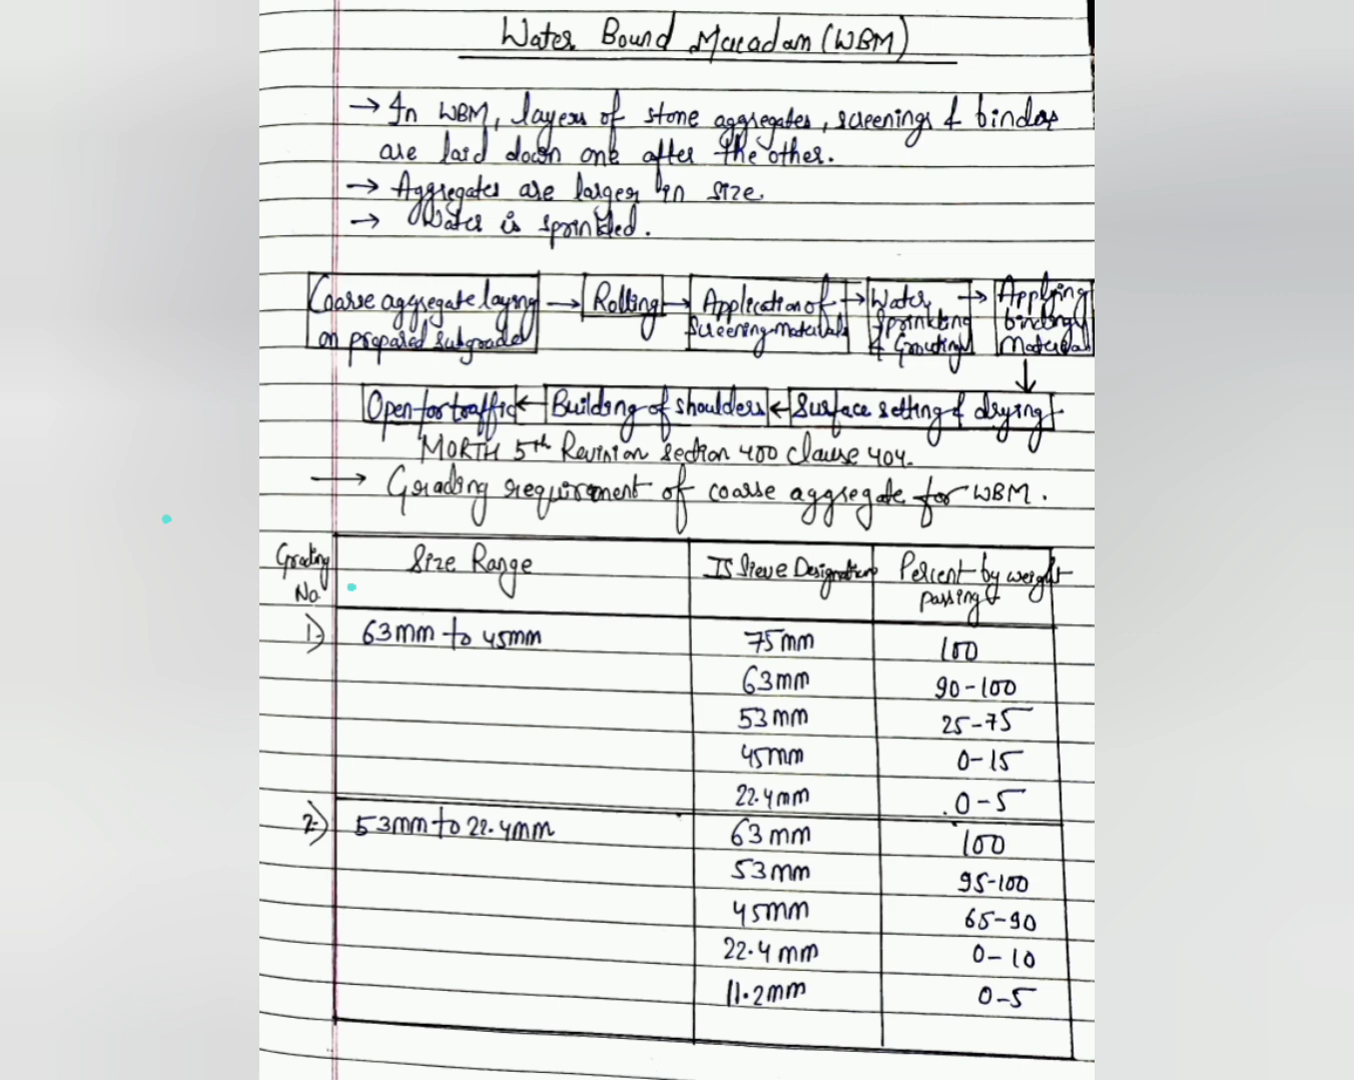 Water Bound Macadam (WBM)
→ In WBM, layers of stone aggregates, screenings & binders
are laid down one after the other.
→ Aggregates are larger in size.
→ Water is sprinkled.
Coarse aggregate laying → Rolling → Application of → Water → Applying
on prepared subgrade screening materials sprinkling binding
& Grouting Material
↓
Open for traffic ← Building of shoulders ← Surface setting & drying
MORTH 5th Revision Section 400 clause 404.
→ Grading requirement of coarse aggregate for WBM.
Grading Size Range IS Sieve Designation Percent by weight
No passing
1) 63mm to 45mm 75mm 100
63mm 90-100
53mm 25-75
45mm 0-15
22.4mm 0-5
2) 53mm to 22.4mm 63mm 100
53mm 95-100
45mm 65-90
22.4mm 0-10
11.2mm 0-5